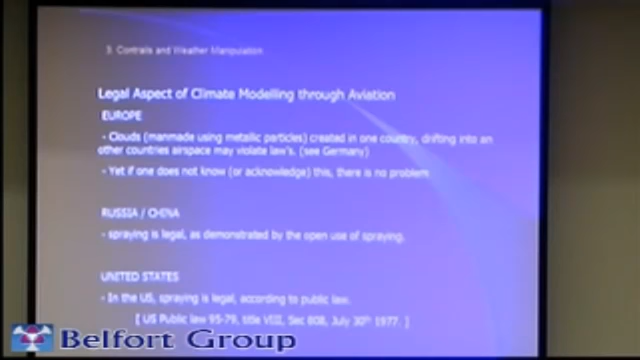 3. Contrails and Weather Manipulation
Legal Aspect of Climate Modelling through Aviation
EUROPE
- Clouds (manmade using metallic particles) created in one country, drifting into an
other countries airspace may violate law's. (see Germany)
- Yet if one does not know (or acknowledge) this, there is no problem
RUSSIA / CHINA
- spraying is legal, as demonstrated by the open use of spraying.
UNITED STATES
- In the US, spraying is legal, according to public law.
[ US Public law 95-79, title VIII, Sec 808, July 30th 1977. ]
Belfort Group